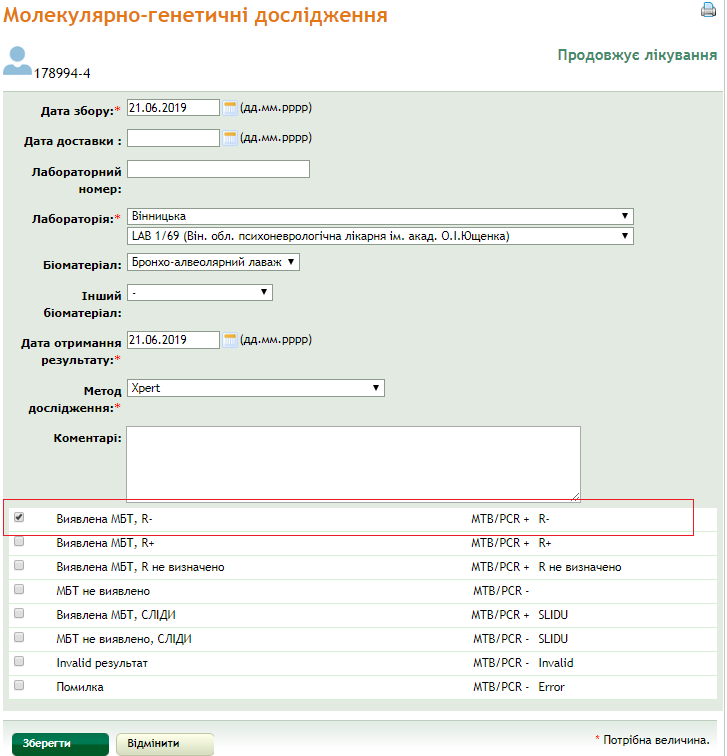 Молекулярно-генетичні дослідження
178994-4
Продовжує лікування
Дата збору:* 21.06.2019 (дд.мм.рррр)
Дата доставки : (дд.мм.рррр)
Лабораторний
номер:
Лабораторія:* Вінницька
LAB 1/69 (Він. обл. психоневрологічна лікарня ім. акад. О.І.Ющенка)
Біоматеріал: Бронхо-алвеолярний лаваж
Інший -
біоматеріал:
Дата отримання 21.06.2019 (дд.мм.рррр)
результату:*
Метод Xpert
дослідження:*
Коментарі:
Виявлена МБТ, R- MTB/PCR + R-
Виявлена МБТ, R+ MTB/PCR + R+
Виявлена МБТ, R не визначено MTB/PCR + R не визначено
МБТ не виявлено MTB/PCR -
Виявлена МБТ, СЛІДИ MTB/PCR + SLIDU
МБТ не виявлено, СЛІДИ MTB/PCR - SLIDU
Invalid результат MTB/PCR - Invalid
Помилка MTB/PCR - Error
Зберегти Відмінити * Потрібна величина.